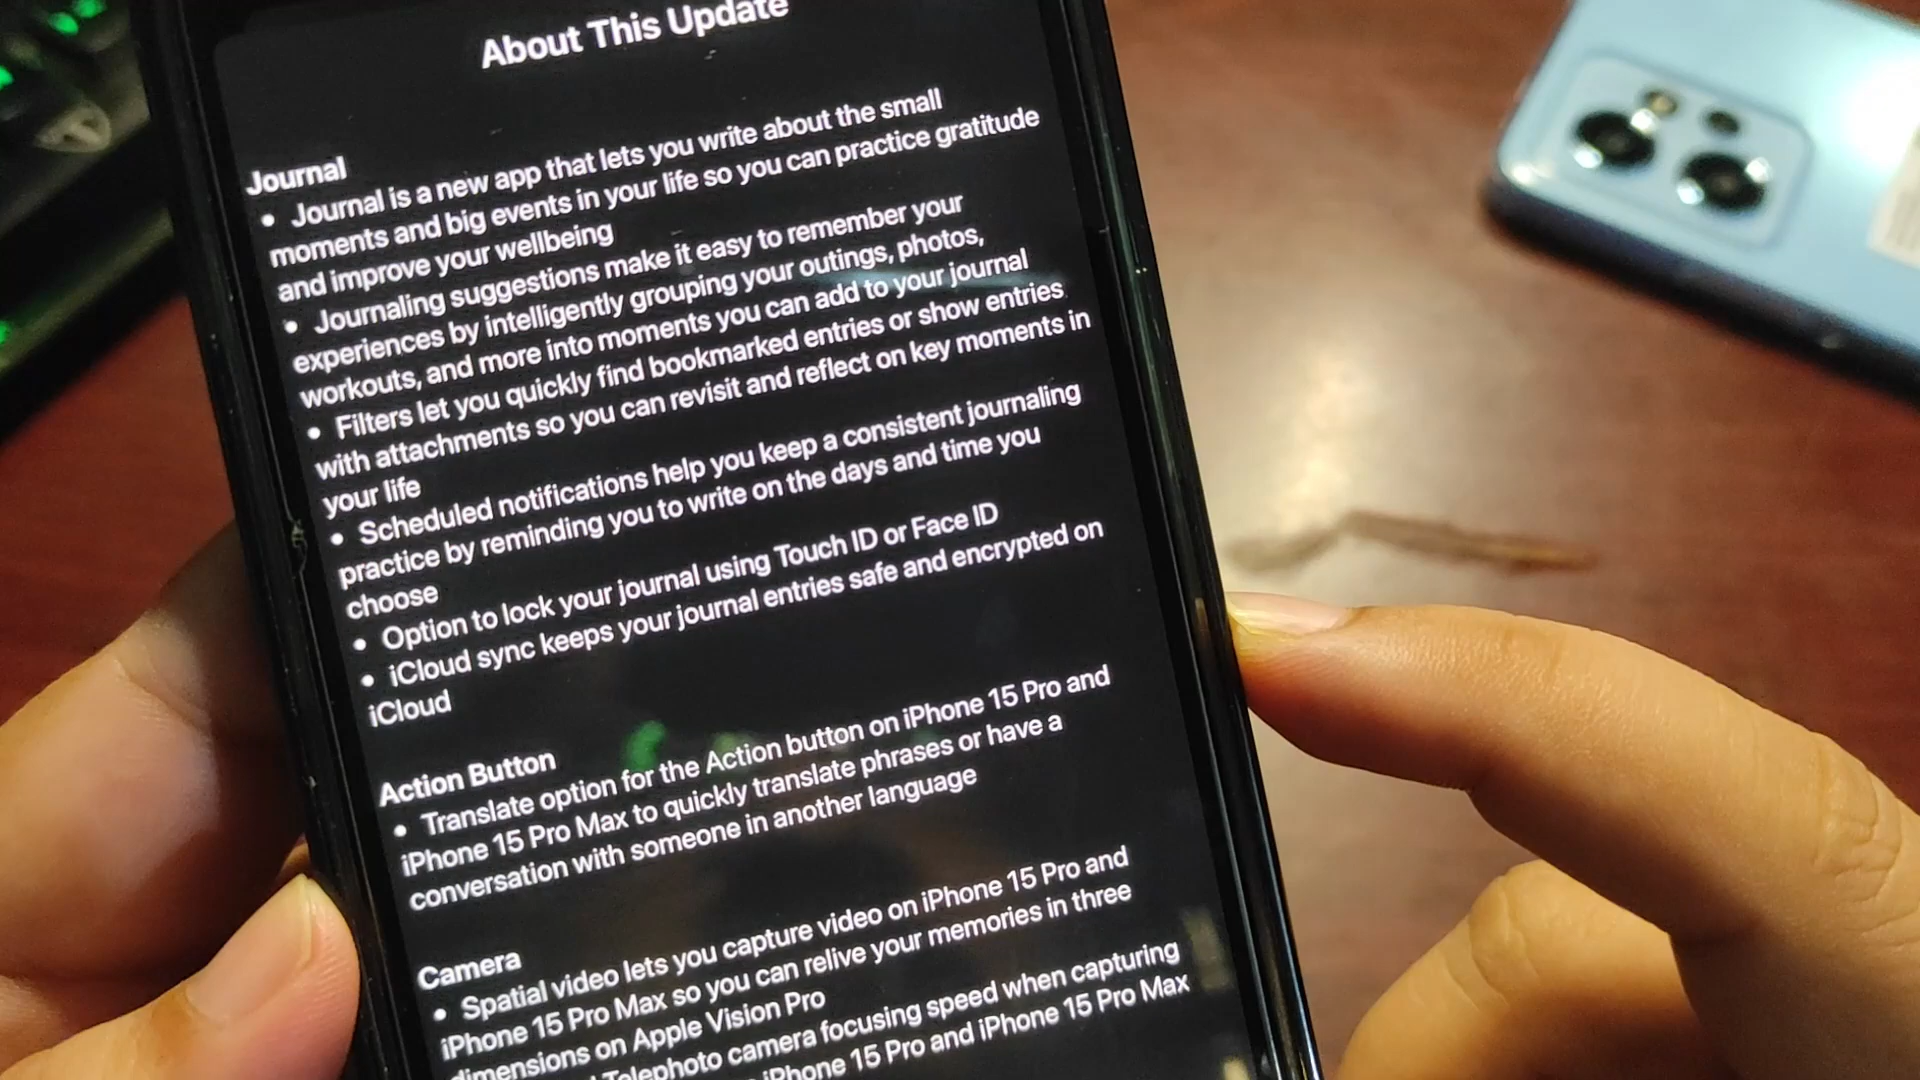 About This Update
Journal
• Journal is a new app that lets you write about the small
moments and big events in your life so you can practice gratitude
and improve your wellbeing
• Journaling suggestions make it easy to remember your
experiences by intelligently grouping your outings, photos,
workouts, and more into moments you can add to your journal
• Filters let you quickly find bookmarked entries or show entries
with attachments so you can revisit and reflect on key moments in
your life
• Scheduled notifications help you keep a consistent journaling
practice by reminding you to write on the days and time you
choose
• Option to lock your journal using Touch ID or Face ID
• iCloud sync keeps your journal entries safe and encrypted on
iCloud
Action Button
• Translate option for the Action button on iPhone 15 Pro and
iPhone 15 Pro Max to quickly translate phrases or have a
conversation with someone in another language
Camera
• Spatial video lets you capture video on iPhone 15 Pro and
iPhone 15 Pro Max so you can relive your memories in three
dimensions on Apple Vision Pro
Telephoto camera focusing speed when capturing
iPhone 15 Pro and iPhone 15 Pro Max